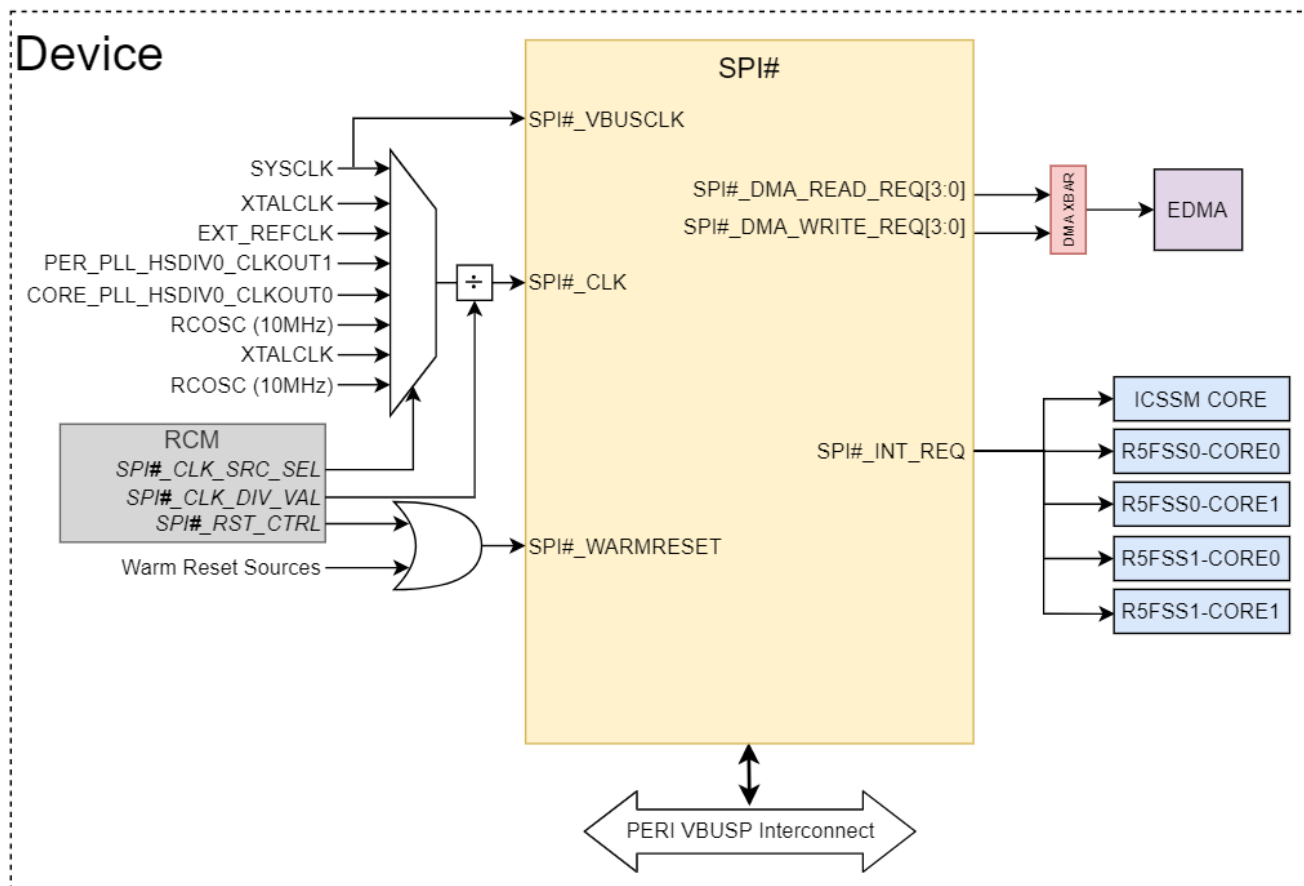 Device
SPI#
SPI#_VBUSCLK
SYSCLK
XTALCLK
EXT_REFCLK
PER_PLL_HSDIV0_CLKOUT1
CORE_PLL_HSDIV0_CLKOUT0
RCOSC (10MHz)
XTALCLK
RCOSC (10MHz)
÷
SPI#_CLK
RCM
SPI#_CLK_SRC_SEL
SPI#_CLK_DIV_VAL
SPI#_RST_CTRL
Warm Reset Sources
SPI#_WARMRESET
SPI#_DMA_READ_REQ[3:0]
SPI#_DMA_WRITE_REQ[3:0]
DMA XBAR
EDMA
SPI#_INT_REQ
ICSSM CORE
R5FSS0-CORE0
R5FSS0-CORE1
R5FSS1-CORE0
R5FSS1-CORE1
PERI VBUSP Interconnect